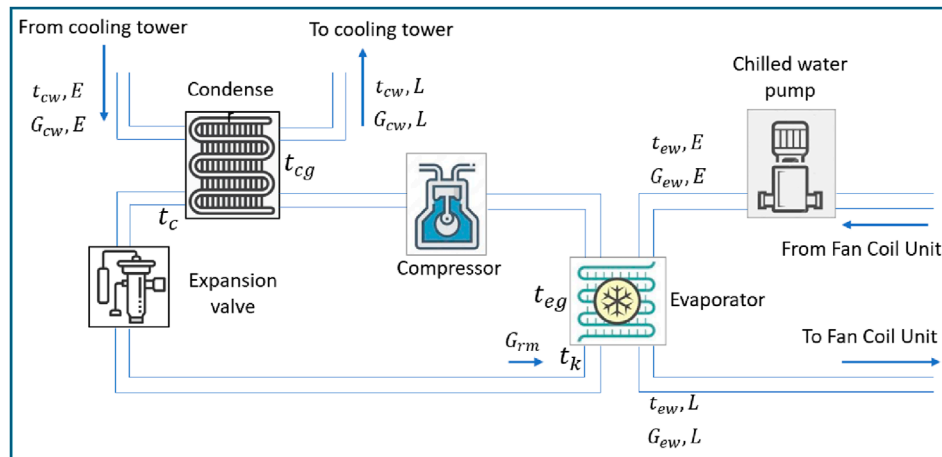 From cooling tower
To cooling tower
Chilled water
pump
t_cw, E
G_cw, E
Condense
t_cw, L
G_cw, L
t_cg
t_ew, E
G_ew, E
t_c
Compressor
From Fan Coil Unit
Expansion
valve
t_eg
Evaporator
G_rm
t_k
To Fan Coil Unit
t_ew, L
G_ew, L